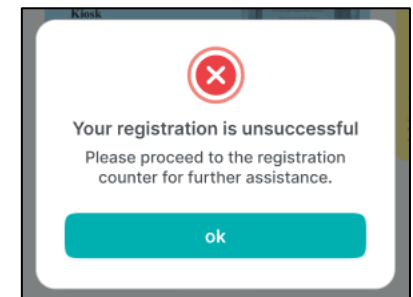 Kiosk
Your registration is unsuccessful
Please proceed to the registration
counter for further assistance.
ok